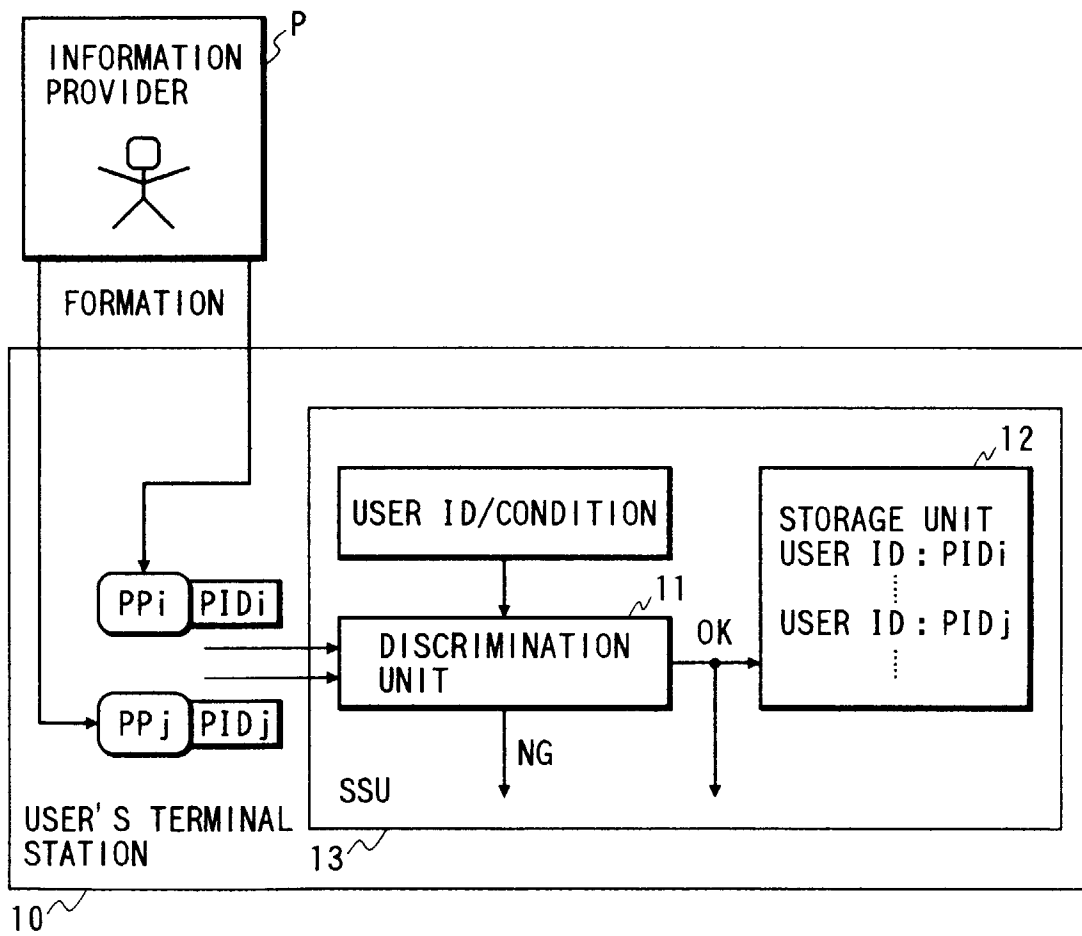 P
INFORMATION
PROVIDER
FORMATION
12
USER ID/CONDITION
STORAGE UNIT
USER ID : PIDi
USER ID : PIDj
PPi PIDi
11
DISCRIMINATION
UNIT
OK
PPj PIDj
NG
SSU
USER'S TERMINAL
STATION
13
10